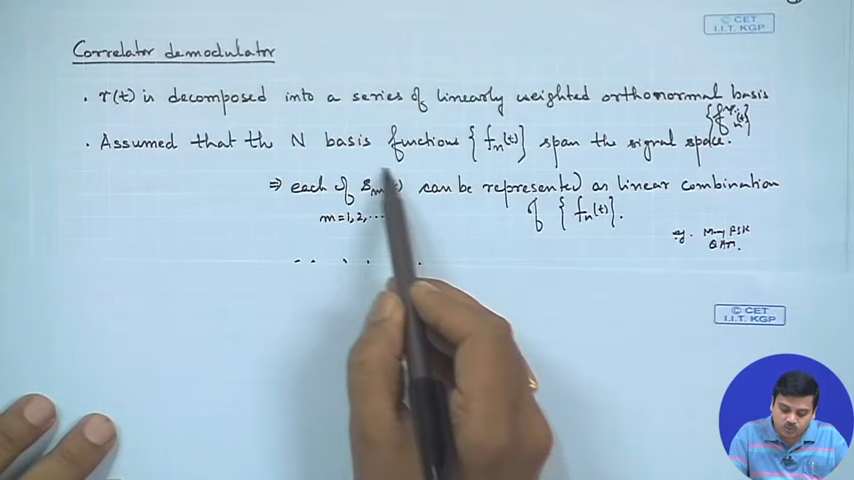 © CET
I.I.T. KGP
Correlator demodulator
. r(t) is decomposed into a series of linearly weighted orthonormal basis
{fₙ(t)}
. Assumed that the N basis functions {fₙ(t)} span the signal space.
⇒ each of can be represented as linear combination
m=1,2,... of {fₙ(t)}.
eg. M-ary PSK
QAM.
© CET
I.I.T. KGP